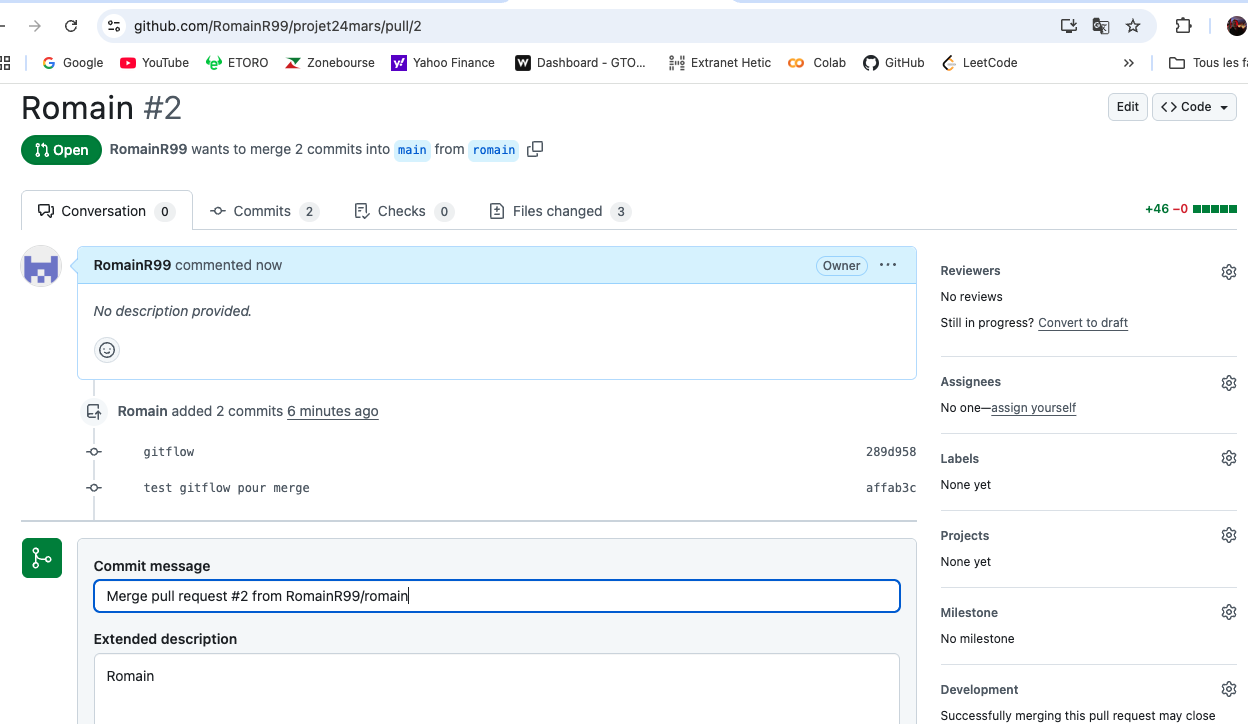 github.com/RomainR99/projet24mars/pull/2
Google YouTube ETORO Zonebourse Yahoo Finance Dashboard - GTO... Extranet Hetic Colab GitHub LeetCode » Tous les fa
Romain #2
Edit <> Code
Open RomainR99 wants to merge 2 commits into main from romain
Conversation 0 Commits 2 Checks 0 Files changed 3 +46 −0
RomainR99 commented now Owner ...
No description provided.
Romain added 2 commits 6 minutes ago
gitflow 289d958
test gitflow pour merge affab3c
Commit message
Merge pull request #2 from RomainR99/romain
Extended description
Romain
Reviewers
No reviews
Still in progress? Convert to draft
Assignees
No one—assign yourself
Labels
None yet
Projects
None yet
Milestone
No milestone
Development
Successfully merging this pull request may close